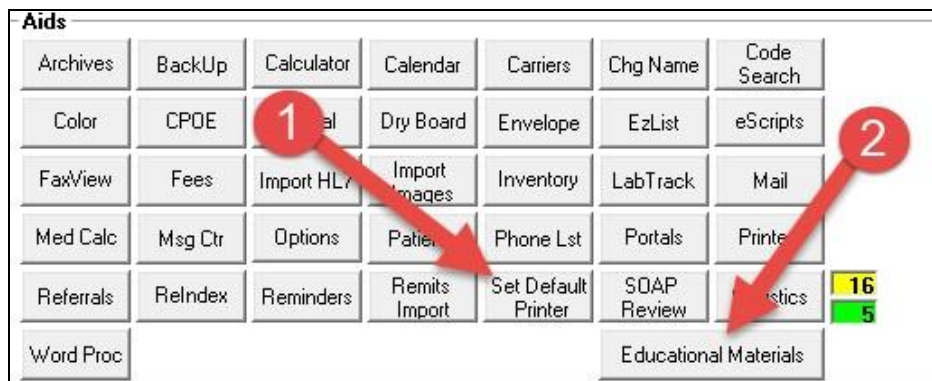 Aids
Archives
BackUp
Calculator
Calendar
Carriers
Chg Name
Code
Search
Color
CPOE
1
Dry Board
Envelope
EzList
eScripts
2
FaxView
Fees
Import HL7
Import
Images
Inventory
LabTrack
Mail
Med Calc
Msg Ctr
Options
Phone Lst
Portals
Referrals
ReIndex
Reminders
Remits
Import
Set Default
Printer
SOAP
Review
16
5
Word Proc
Educational Materials